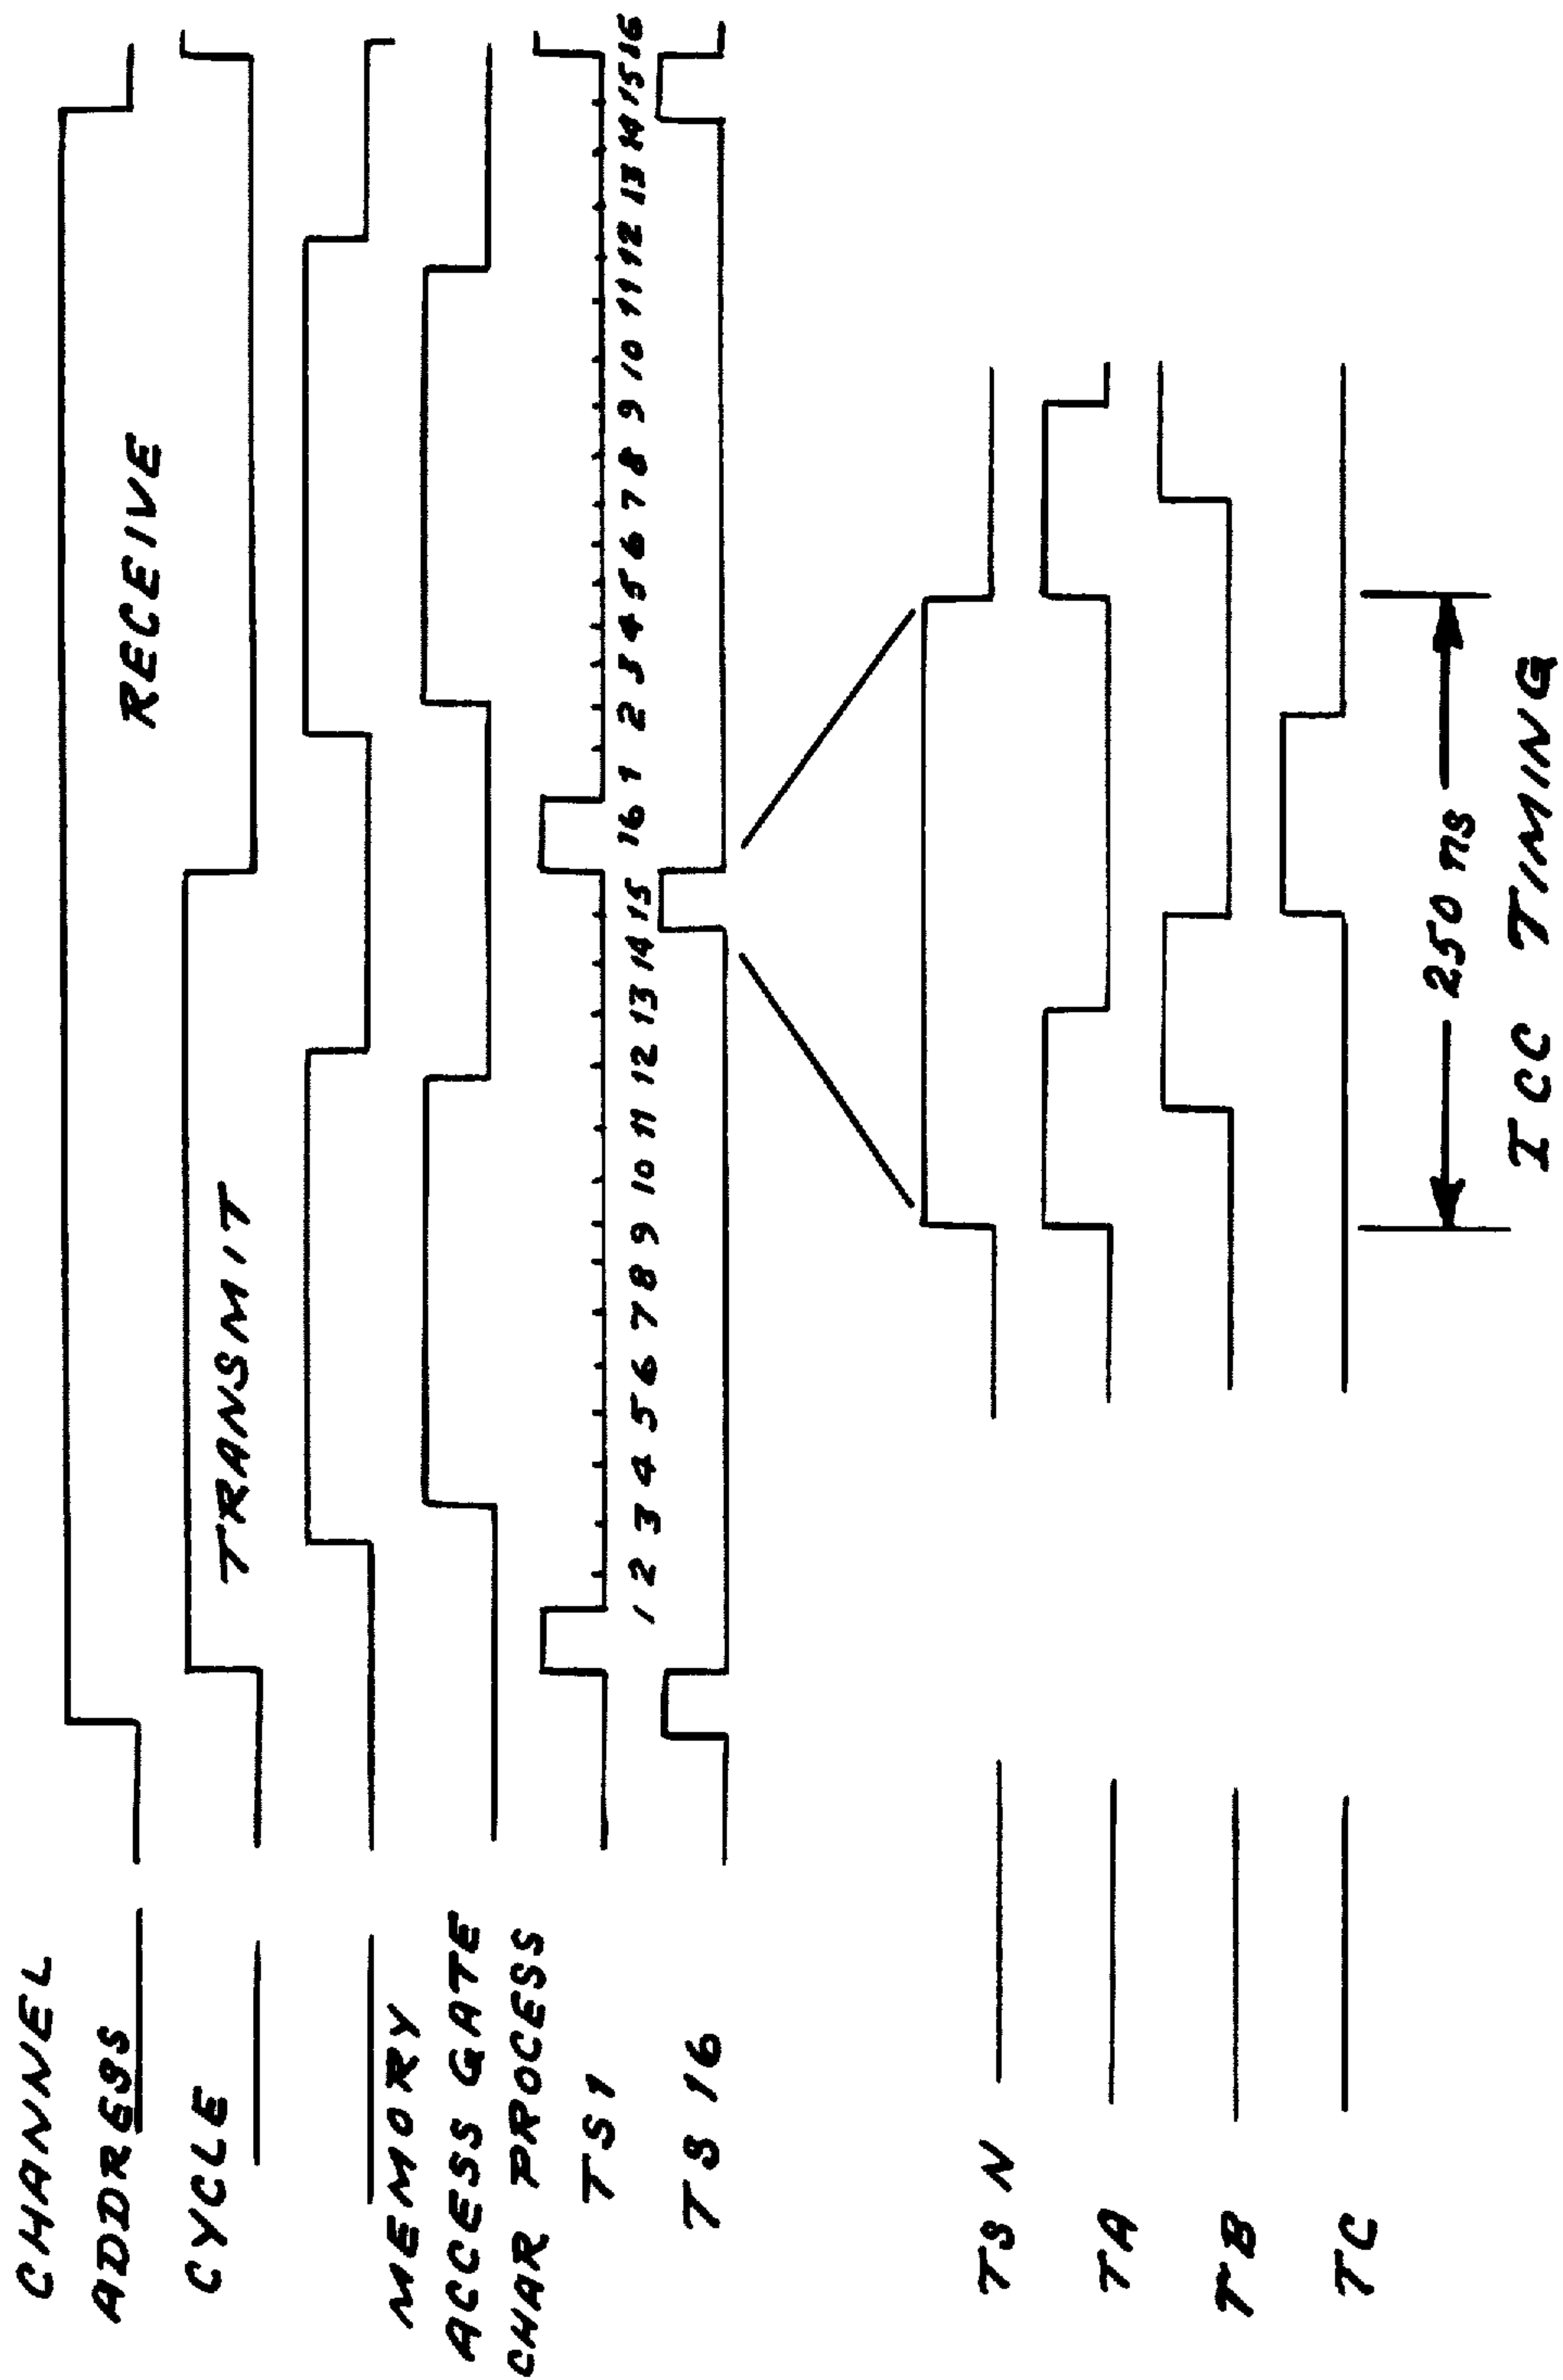 CHANNEL
ADDRESS
CYCLE
TRANSMIT
RECEIVE
MEMORY
ACCESS GATE
CHAR PROCESS
TS1
1 2 3 4 5 6 7 8 9 10 11 12 13 14 15 16 1 2 3 4 5 6 7 8 9 10 11 12 13 14 15 16
TS 16
TS N
TA
TB
TC
250 ns
ICC TIMING